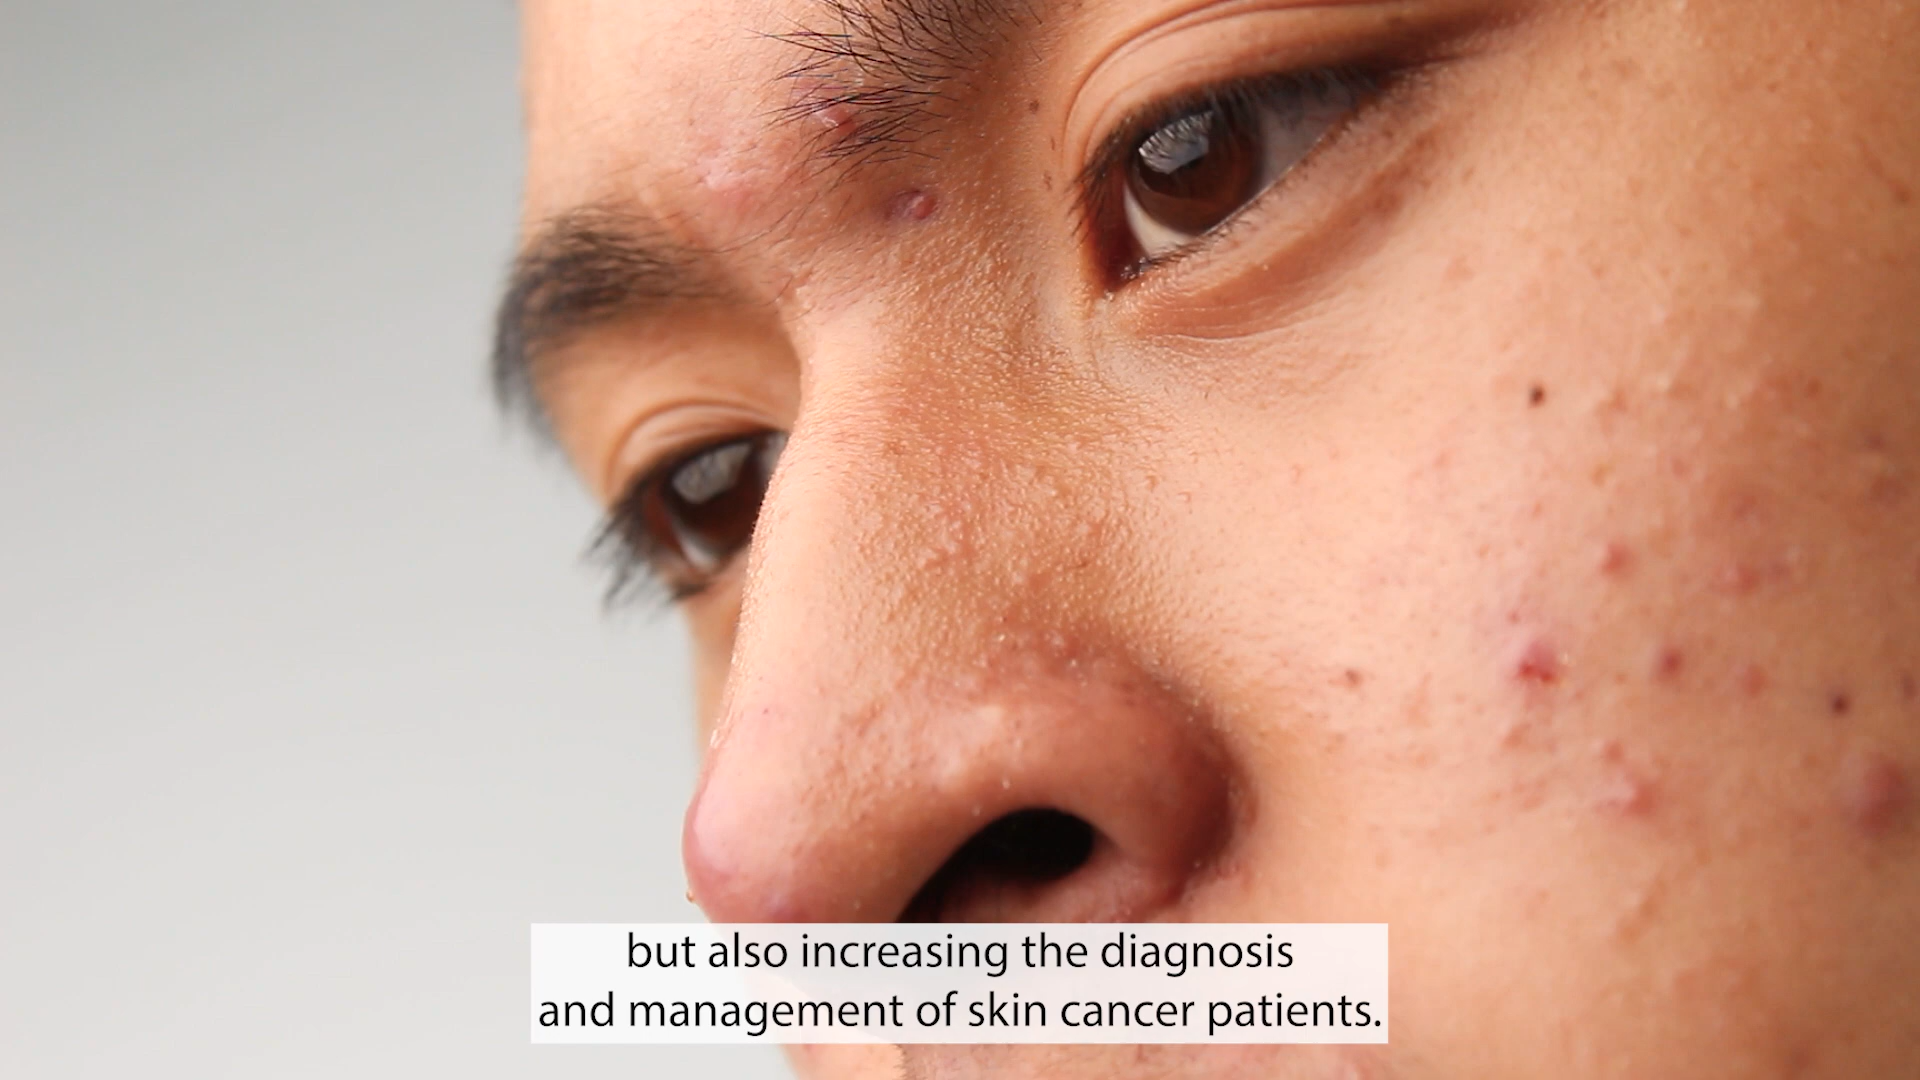 but also increasing the diagnosis
and management of skin cancer patients.